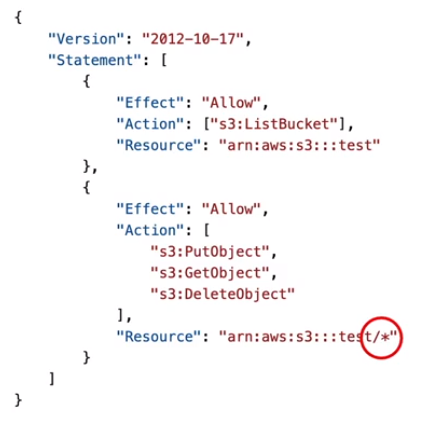 {
    "Version": "2012-10-17",
    "Statement": [
        {
            "Effect": "Allow",
            "Action": ["s3:ListBucket"],
            "Resource": "arn:aws:s3:::test"
        },
        {
            "Effect": "Allow",
            "Action": [
                "s3:PutObject",
                "s3:GetObject",
                "s3:DeleteObject"
            ],
            "Resource": "arn:aws:s3:::test/*"
        }
    ]
}